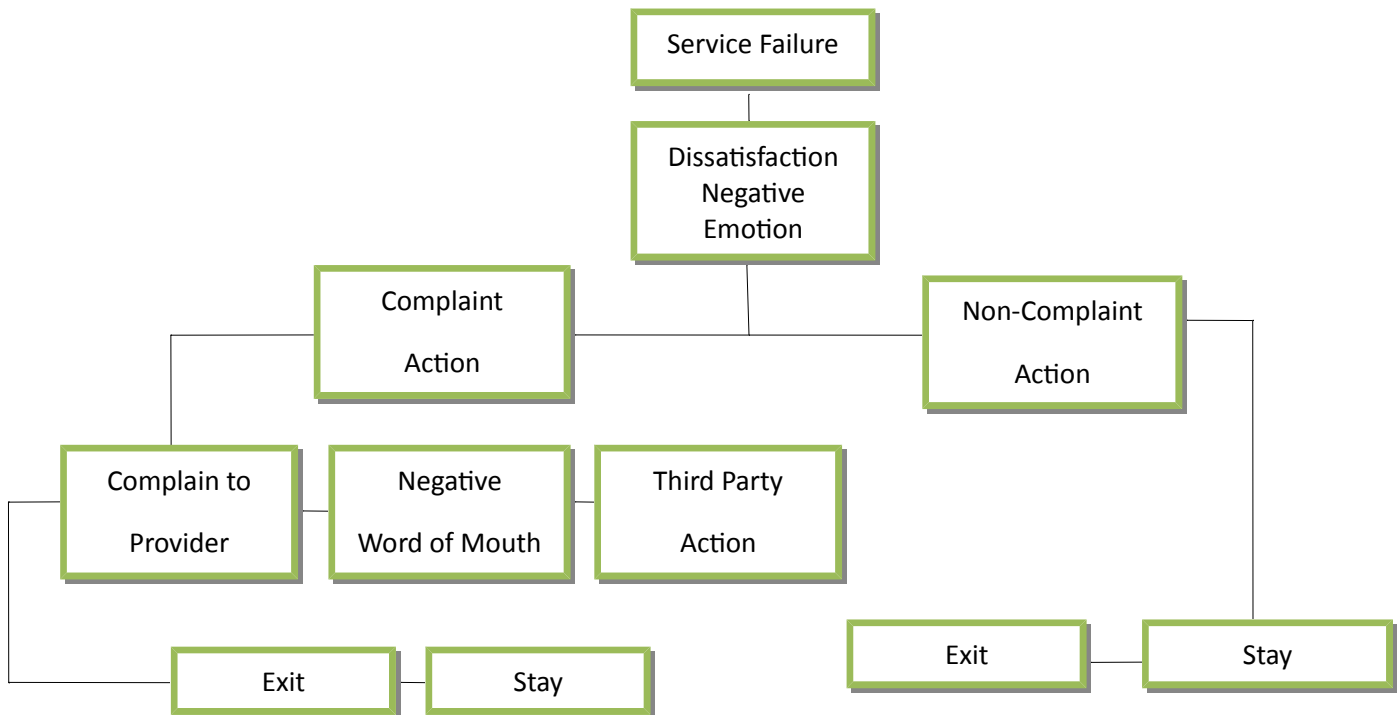 Service Failure
Dissatisfaction
Negative
Emotion
Complaint
Action
Non-Complaint
Action
Complain to
Provider
Negative
Word of Mouth
Third Party
Action
Exit
Stay
Exit
Stay